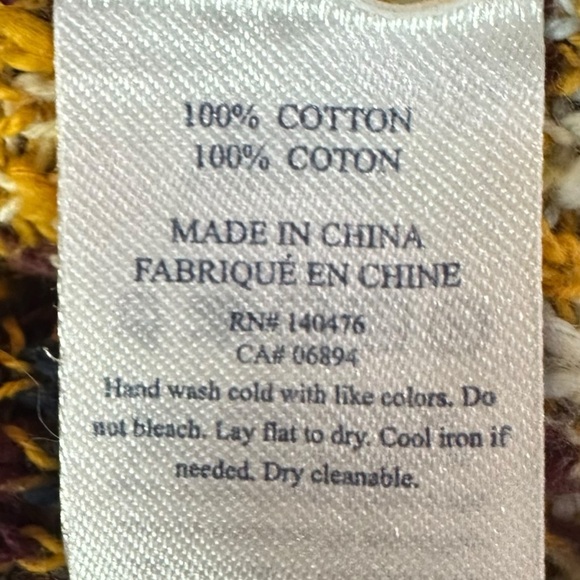 100% COTTON
100% COTON
MADE IN CHINA
FABRIQUÉ EN CHINE
RN# 140476
CA# 06894
Hand wash cold with like colors. Do
not bleach. Lay flat to dry. Cool iron if
needed. Dry cleanable.